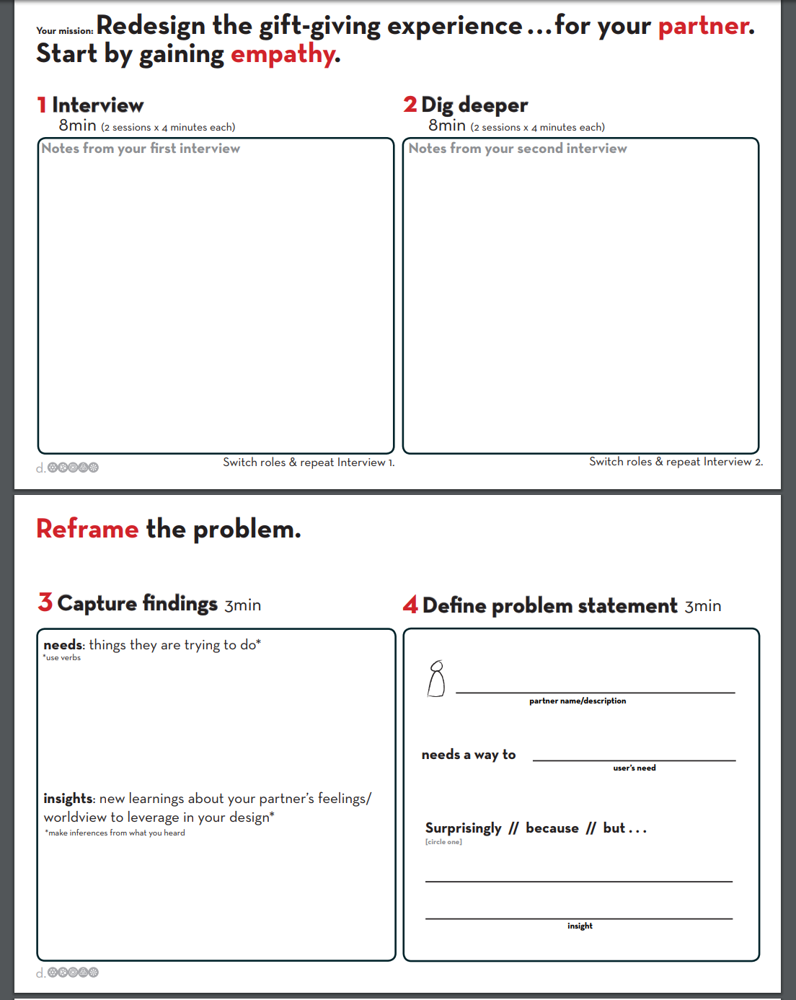 Your mission: Redesign the gift-giving experience...for your partner.
Start by gaining empathy.
1 Interview
8min (2 sessions x 4 minutes each)
Notes from your first interview
Switch roles & repeat Interview 1.
2 Dig deeper
8min (2 sessions x 4 minutes each)
Notes from your second interview
Switch roles & repeat Interview 2.
d.
Reframe the problem.
3 Capture findings 3min
needs: things they are trying to do*
*use verbs
insights: new learnings about your partner's feelings/
worldview to leverage in your design*
*make inferences from what you heard
4 Define problem statement 3min
partner name/description
needs a way to
user's need
Surprisingly // because // but...
[circle one]
insight
d.